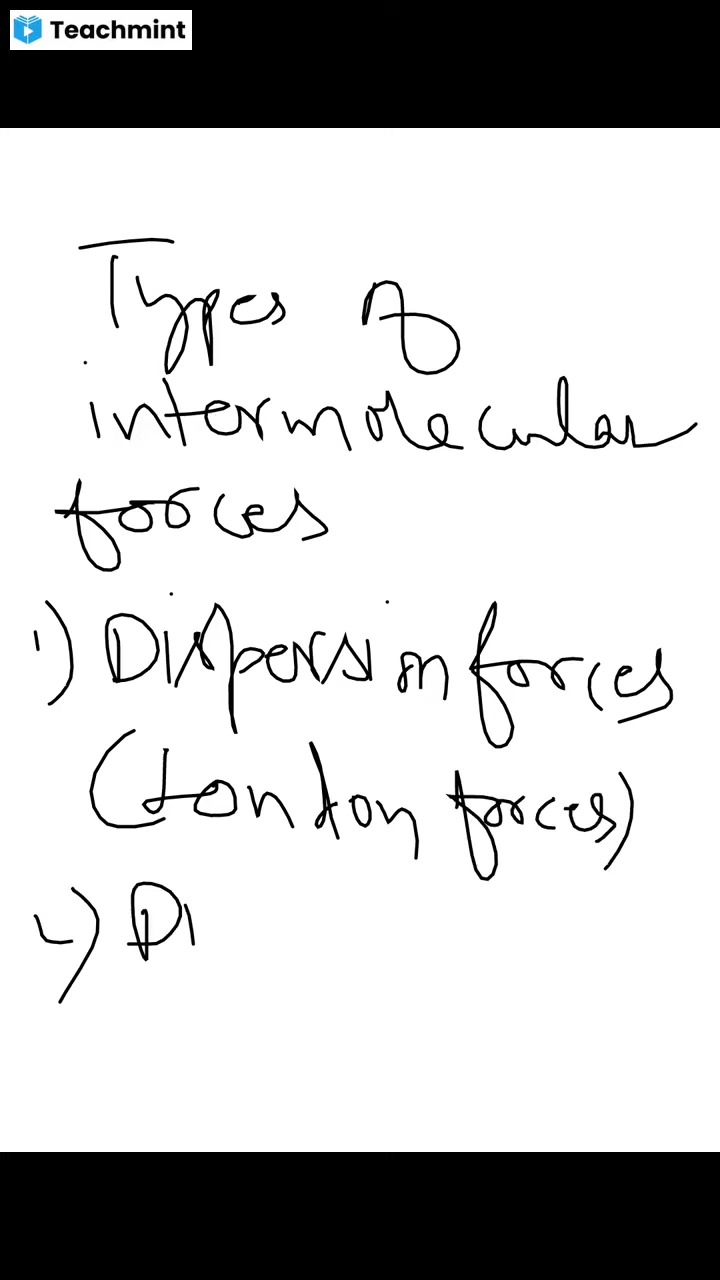 Teachmint
Types of
intermolecular
forces
1) Dispersion forces
(London forces)
2) Di